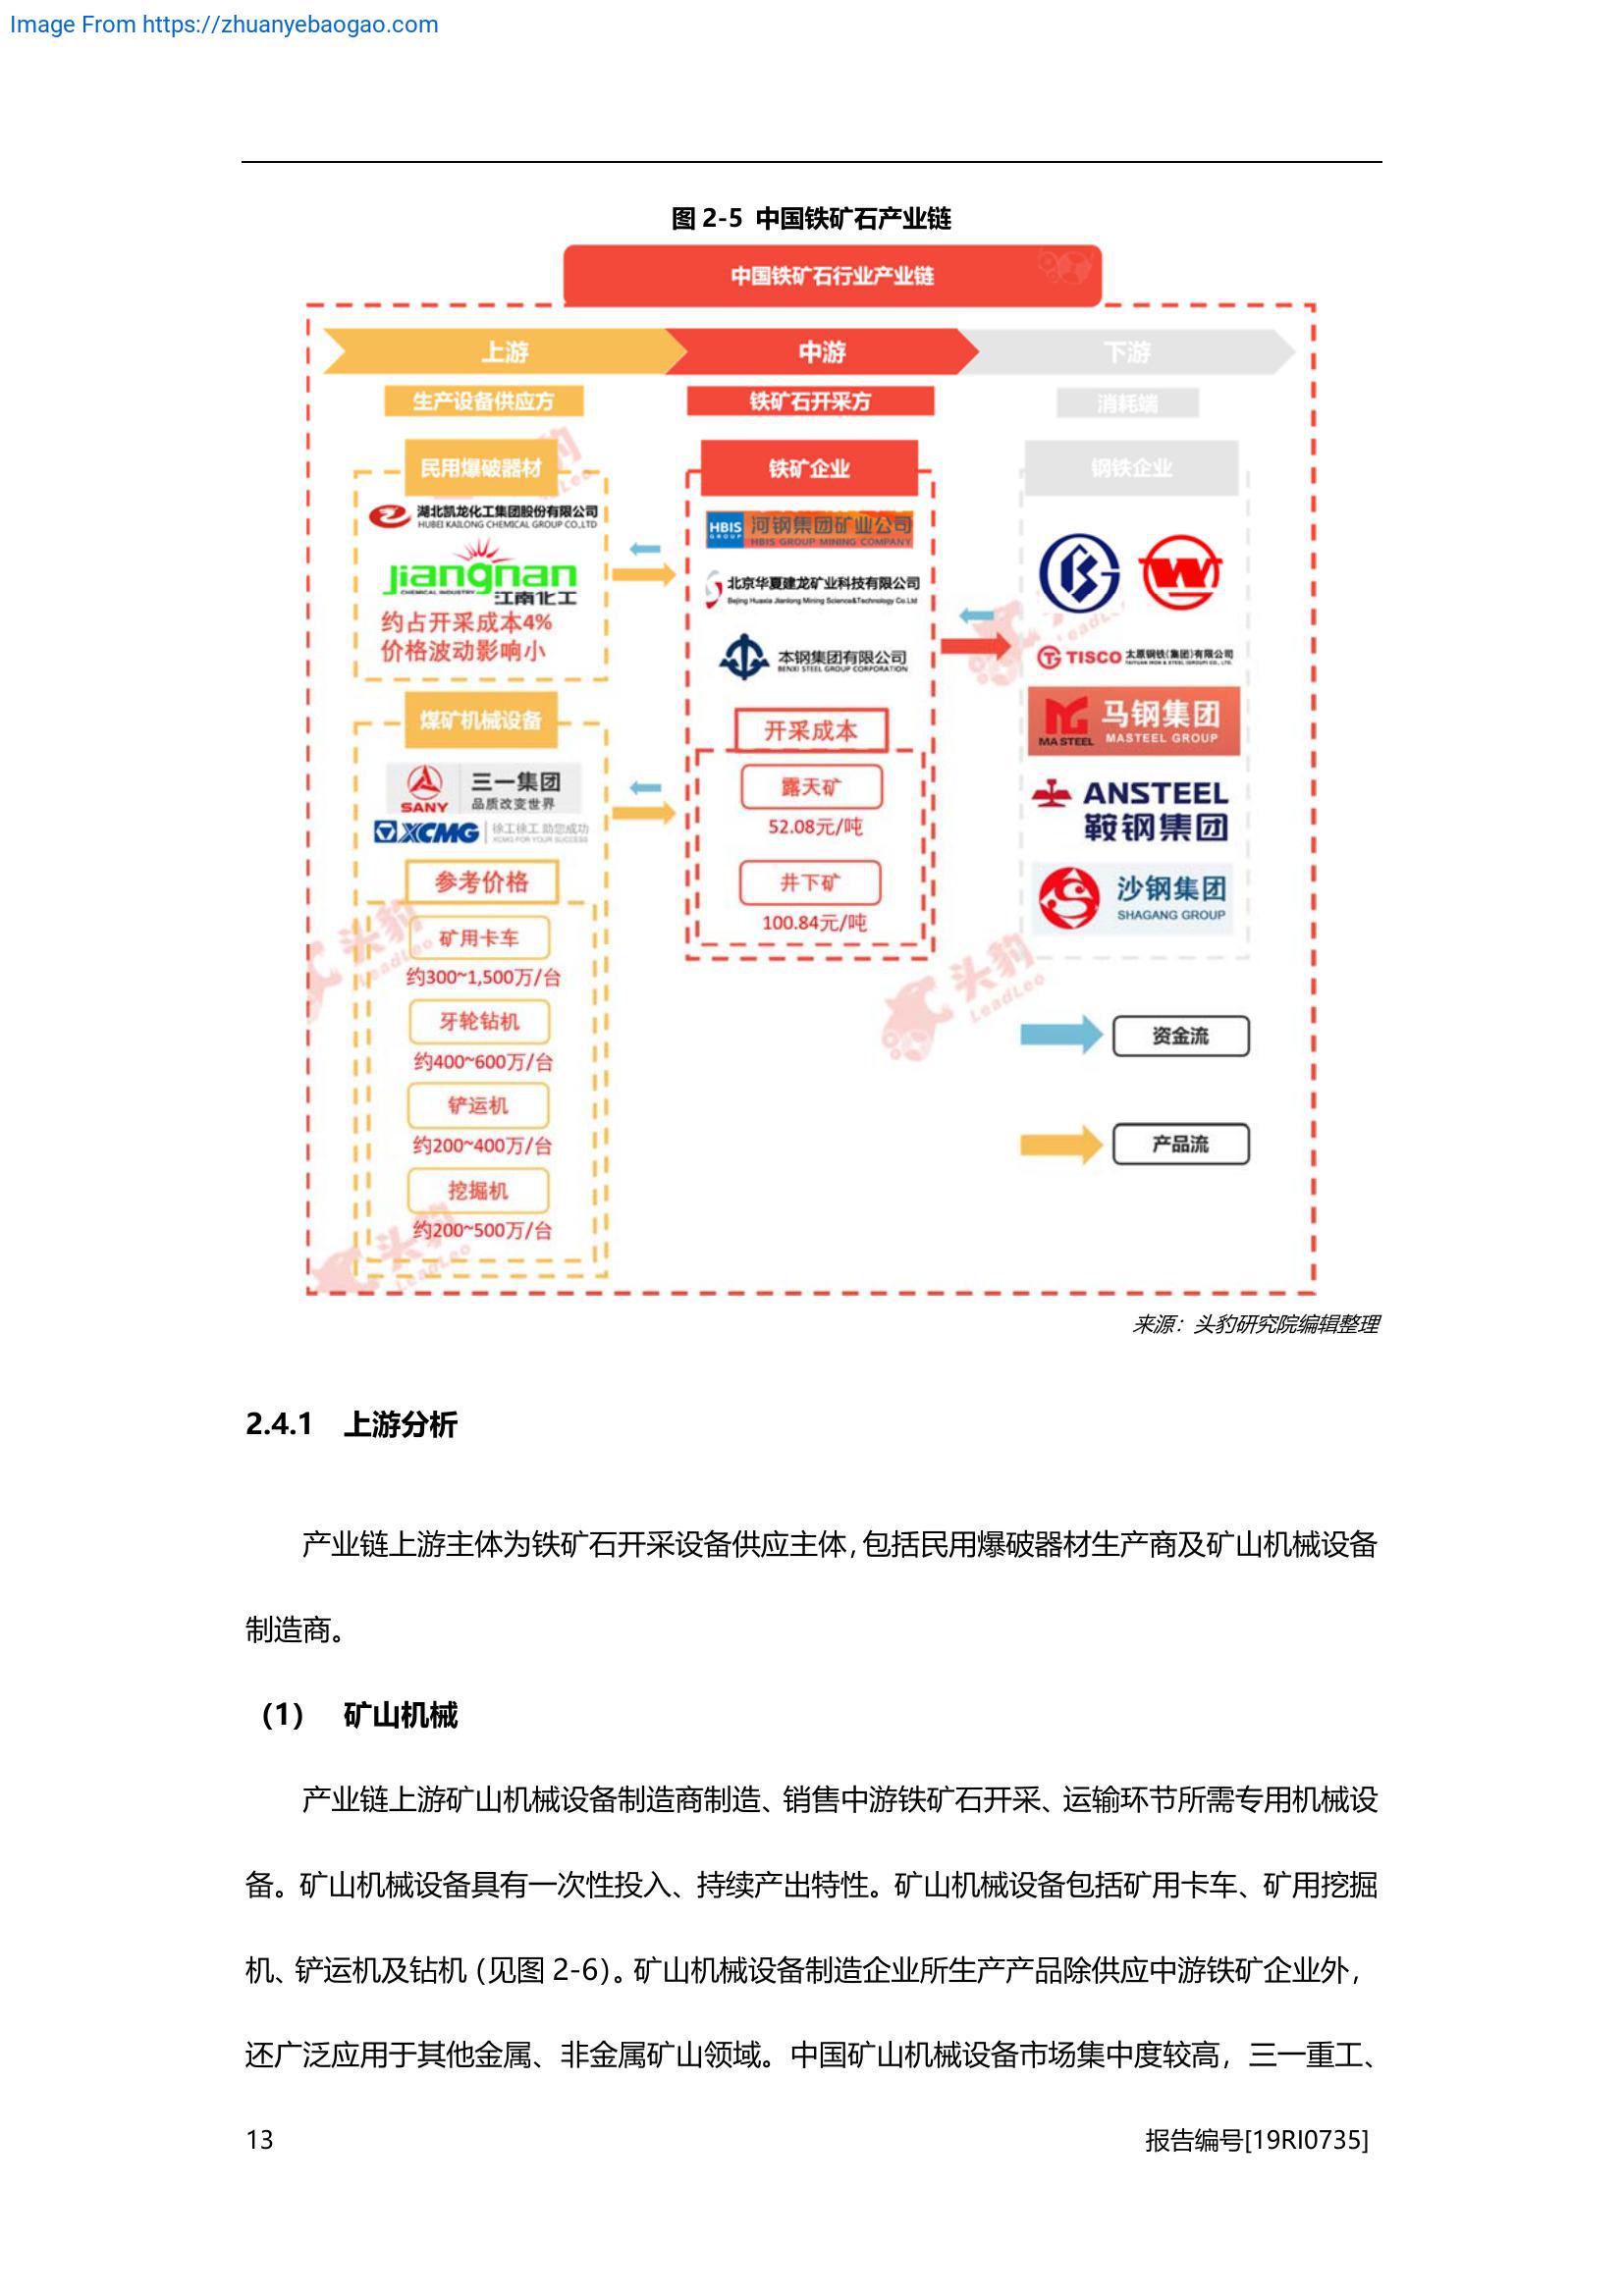 Image From https://zhuanyebaogao.com
图 2-5 中国铁矿石产业链
中国铁矿石行业产业链
上游
中游
下游
生产设备供应方
铁矿石开采方
消耗端
民用爆破器材
湖北凯龙化工集团股份有限公司
HUBEI KAILONG CHEMICAL GROUP CO.,LTD
Jiangnan
CHEMICAL INDUSTRY
江南化工
约占开采成本4%
价格波动影响小
煤矿机械设备
SANY
三一集团
品质改变世界
XCMG
徐工徐工 助您成功
XCMG FOR YOUR SUCCESS
参考价格
矿用卡车
约300~1,500万/台
牙轮钻机
约400~600万/台
铲运机
约200~400万/台
挖掘机
约200~500万/台
铁矿企业
HBIS
GROUP
河钢集团矿业公司
HBIS GROUP MINING COMPANY
北京华夏建龙矿业科技有限公司
Beijing Huaxia Jianlong Mining Science&Technology Co.Ltd
本钢集团有限公司
BENXI STEEL GROUP CORPORATION
开采成本
露天矿
52.08元/吨
井下矿
100.84元/吨
钢铁企业
TISCO
太原钢铁(集团)有限公司
TAIYUAN IRON & STEEL (GROUP) CO., LTD.
MA STEEL
马钢集团
MASTEEL GROUP
ANSTEEL
鞍钢集团
沙钢集团
SHAGANG GROUP
资金流
产品流
头豹
LeadLeo
来源：头豹研究院编辑整理
2.4.1 上游分析
产业链上游主体为铁矿石开采设备供应主体，包括民用爆破器材生产商及矿山机械设备
制造商。
（1） 矿山机械
产业链上游矿山机械设备制造商制造、销售中游铁矿石开采、运输环节所需专用机械设
备。矿山机械设备具有一次性投入、持续产出特性。矿山机械设备包括矿用卡车、矿用挖掘
机、铲运机及钻机（见图 2-6）。矿山机械设备制造企业所生产产品除供应中游铁矿企业外，
还广泛应用于其他金属、非金属矿山领域。中国矿山机械设备市场集中度较高，三一重工、
13
报告编号[19RI0735]